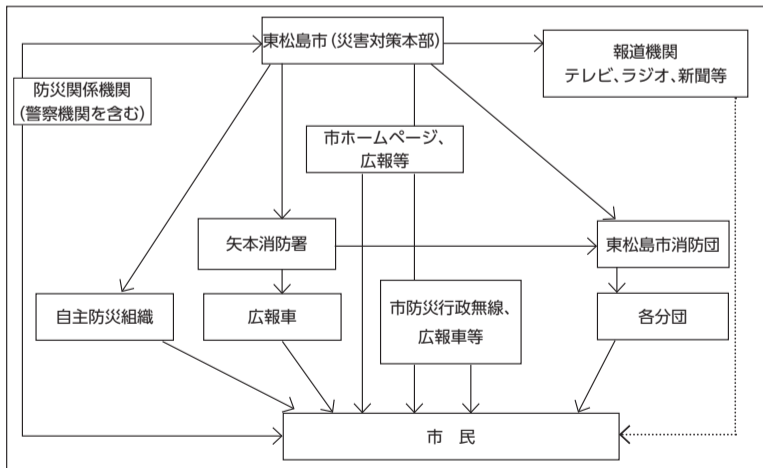 東松島市(災害対策本部)
報道機関
テレビ、ラジオ、新聞等
防災関係機関
(警察機関を含む)
市ホームページ、
広報等
矢本消防署
東松島市消防団
自主防災組織
広報車
市防災行政無線、
広報車等
各分団
市 民